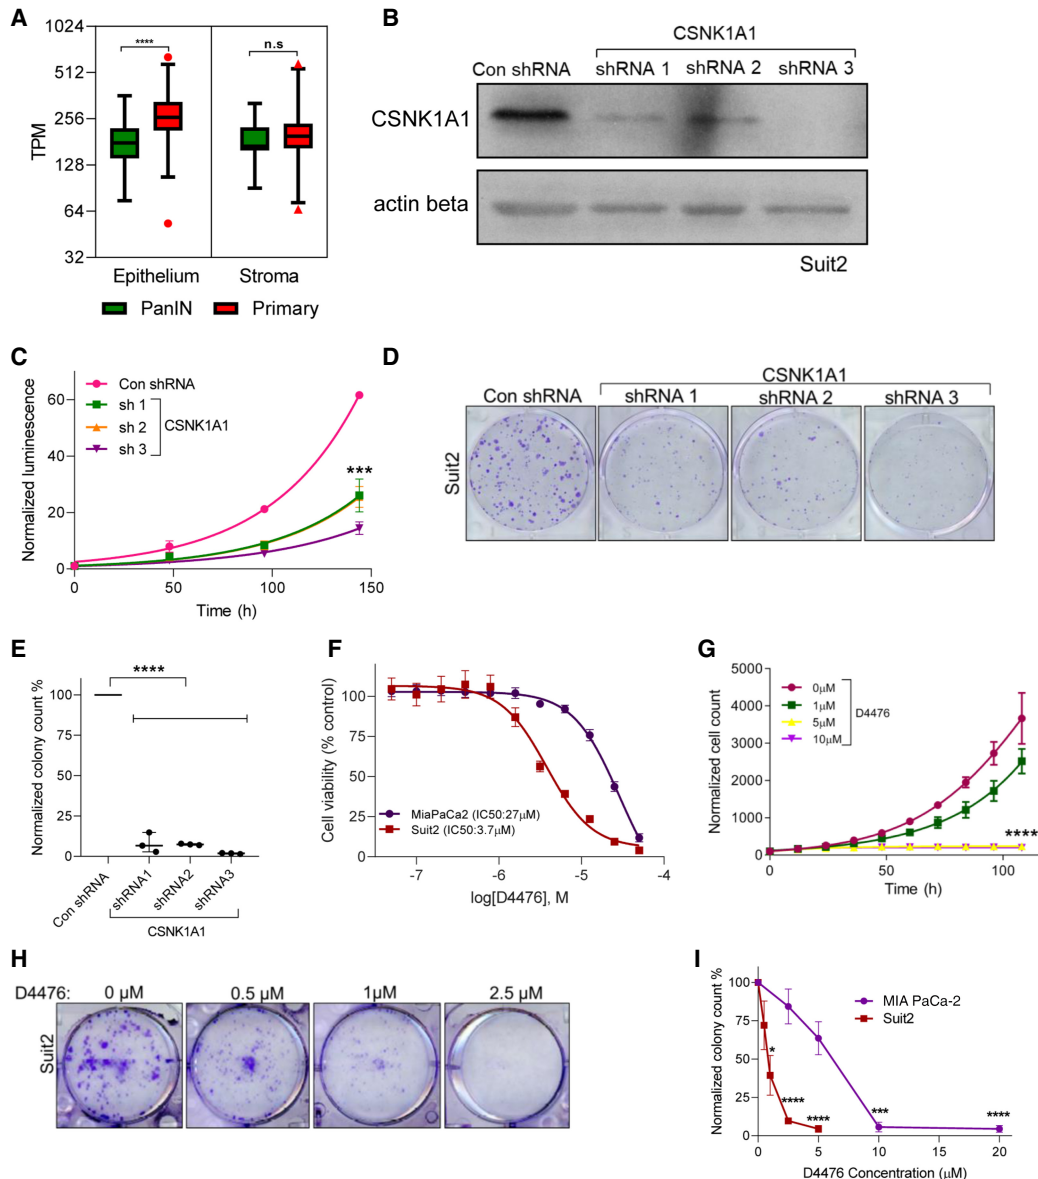 A
1024
512
256
128
64
32
TPM
****
n.s
Epithelium
Stroma
PanIN
Primary
B
CSNK1A1
Con shRNA
shRNA 1
shRNA 2
shRNA 3
CSNK1A1
actin beta
Suit2
C
Normalized luminescence
60
40
20
0
Con shRNA
sh 1
sh 2
sh 3
CSNK1A1
***
0
50
100
150
Time (h)
D
CSNK1A1
Con shRNA
shRNA 1
shRNA 2
shRNA 3
Suit2
E
Normalized colony count %
100
75
50
25
0
****
Con shRNA
shRNA1
shRNA2
shRNA3
CSNK1A1
F
Cell viability (% control)
100
75
50
25
0
MiaPaCa2 (IC50:27μM)
Suit2 (IC50:3.7μM)
-7
-6
-5
-4
log[D4476], M
G
Normalized cell count
5000
4000
3000
2000
1000
0
0μM
1μM
5μM
10μM
D4476
****
0
50
100
Time (h)
H
D4476:
0 μM
0.5 μM
1μM
2.5 μM
Suit2
I
Normalized colony count %
100
75
50
25
0
MIA PaCa-2
Suit2
*
****
****
***
****
0
5
10
15
20
D4476 Concentration (μM)